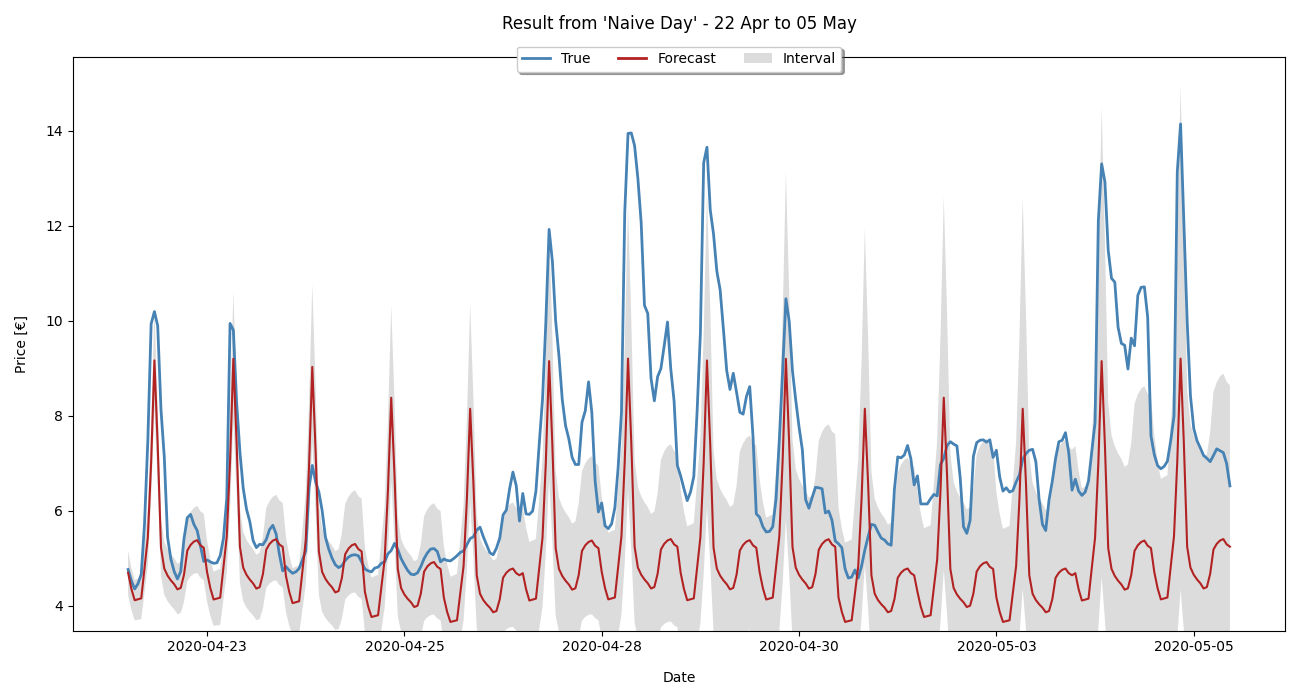 Result from 'Naive Day' - 22 Apr to 05 May
True Forecast Interval
Price [€]
14
12
10
8
6
4
2020-04-23 2020-04-25 2020-04-28 2020-04-30 2020-05-03 2020-05-05
Date